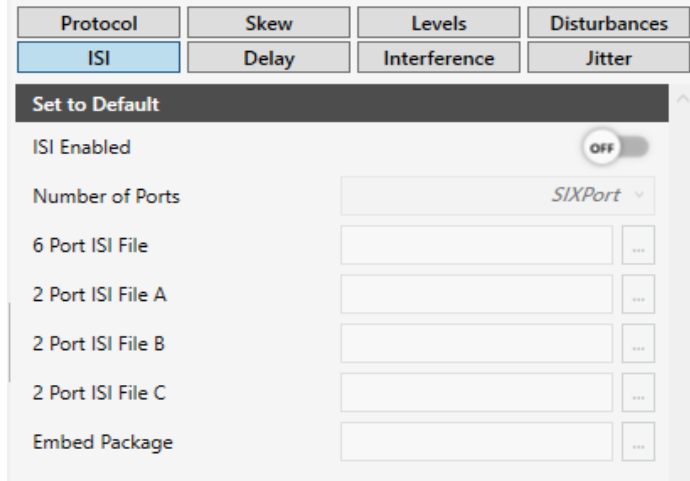 Protocol Skew Levels Disturbances
ISI Delay Interference Jitter
Set to Default
ISI Enabled OFF
Number of Ports SIXPort
6 Port ISI File ...
2 Port ISI File A ...
2 Port ISI File B ...
2 Port ISI File C ...
Embed Package ...